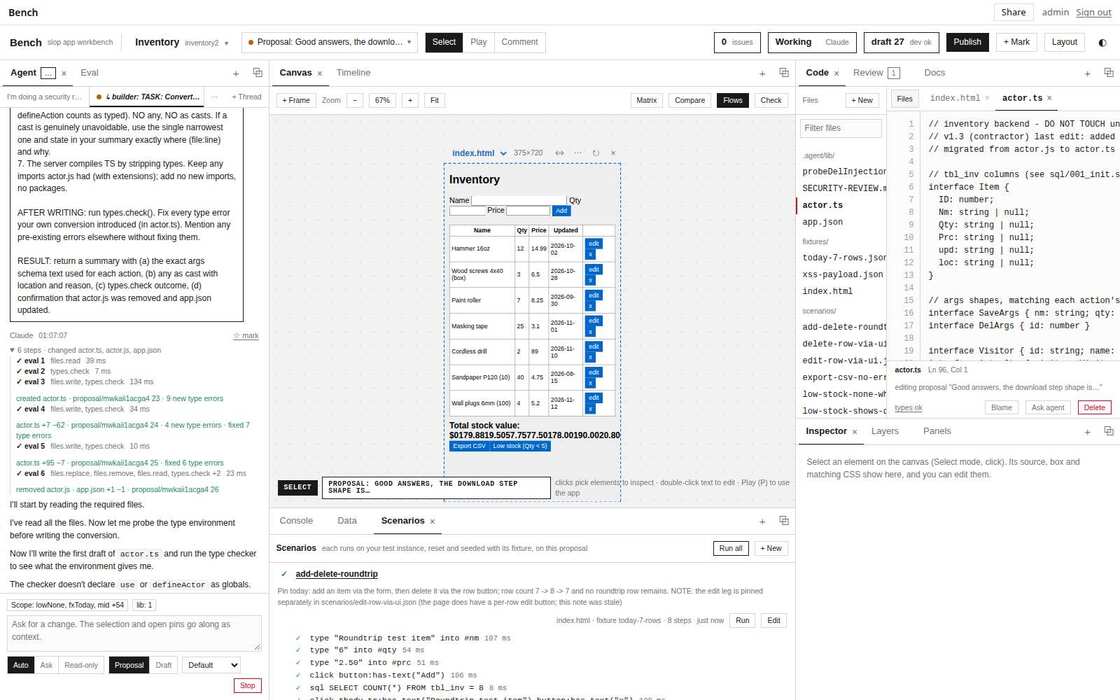 Bench
Share admin Sign out
Bench slop app workbench
Inventory inventory2
Proposal: Good answers, the downlo...
Select Play Comment
0 issues
Working Claude
draft 27 dev ok
Publish + Mark Layout
Agent ... × Eval
I'm doing a security r... ↳ builder: TASK: Convert... ··· + Thread
defineAction counts as typed). NO any, NO as casts. If a
cast is genuinely unavoidable, use the single narrowest
one and state in your summary exactly where (file:line)
and why.
7. The server compiles TS by stripping types. Keep any
imports actor.js had (with extensions); add no new imports,
no packages.
AFTER WRITING: run types.check(). Fix every type error
your own conversion introduced (in actor.ts). Mention any
pre-existing errors elsewhere without fixing them.
RESULT: return a summary with (a) the exact args
schema text used for each action, (b) any as cast with
location and reason, (c) types.check outcome, (d)
confirmation that actor.js was removed and app.json
updated.
Claude 01:07:07 ☆ mark
▾ 6 steps · changed actor.ts, actor.js, app.json
✓ eval 1 files.read 39 ms
✓ eval 2 types.check 7 ms
✓ eval 3 files.write, types.check 134 ms
created actor.ts · proposal/mwkaii1acga4 23 · 9 new type errors
✓ eval 4 files.write, types.check 34 ms
actor.ts +7 −62 · proposal/mwkaii1acga4 24 · 4 new type errors · fixed 7
type errors
✓ eval 5 files.write, types.check 10 ms
actor.ts +95 −7 · proposal/mwkaii1acga4 25 · fixed 6 type errors
✓ eval 6 files.replace, files.remove, files.read, types.check +2 23 ms
removed actor.js · app.json +1 −1 · proposal/mwkaii1acga4 26
I'll start by reading the required files.
I've read all the files. Now let me probe the type environment
before writing the conversion.
Now I'll write the first draft of actor.ts and run the type checker
to see what the environment gives me.
The checker doesn't declare use or defineActor as globals.
Scope: lowNone, fxToday, mid +54 lib: 1
Ask for a change. The selection and open pins go along as
context.
Auto Ask Read-only Proposal Draft Default
Stop
Canvas × Timeline
+ Frame Zoom − 67% + Fit
Matrix Compare Flows Check
index.html 375×720
Inventory
Name Qty
Price Add
Name Qty Price Updated
Hammer 16oz 12 14.99 2026-10-02 edit x
Wood screws 4x40 (box) 3 6.5 2026-10-28 edit x
Paint roller 7 8.25 2026-09-30 edit x
Masking tape 25 3.1 2026-11-01 edit x
Cordless drill 2 89 2026-11-10 edit x
Sandpaper P120 (10) 40 4.75 2026-08-15 edit x
Wall plugs 6mm (100) 4 5.2 2026-11-12 edit x
Total stock value:
$0179.8819.5057.7577.50178.00190.0020.80
Export CSV Low stock (Qty < 5)
SELECT
PROPOSAL: GOOD ANSWERS, THE DOWNLOAD STEP
SHAPE IS…
clicks pick elements to inspect · double-click text to edit · Play (P) to use
the app
Console Data Scenarios ×
Scenarios each runs on your test instance, reset and seeded with its fixture, on this proposal
Run all + New
✓ add-delete-roundtrip
Pin today: add an item via the form, then delete it via the row button; row count 7 -> 8 -> 7 and no roundtrip row remains. NOTE: the edit leg is pinned
separately in scenarios/edit-row-via-ui.json (the page does have a per-row edit button; this note was stale)
index html · fixture today-7-rows · 8 steps just now Run Edit
✓ type "Roundtrip test item" into #nm 107 ms
✓ type "6" into #qty 54 ms
✓ type "2.50" into #prc 51 ms
✓ click button:has-text("Add") 106 ms
✓ sql SELECT COUNT(*) FROM tbl_inv = 8 8 ms
Code × Review 1 Docs
Files + New
Filter files
.agent/lib/
probeDelInjection
SECURITY-REVIEW.m
actor.ts
app.json
fixtures/
today-7-rows.json
xss-payload.json
index.html
scenarios/
add-delete-roundt
delete-row-via-ui
edit-row-via-ui.j
export-csv-no-err
low-stock-none-wh
low-stock-shows-q
Files index.html × actor.ts ×
1 // inventory backend - DO NOT TOUCH un
2 // v1.3 (contractor) last edit: added
3 // migrated from actor.js to actor.ts
4
5 // tbl_inv columns (see sql/001_init.s
6 interface Item {
7 ID: number;
8 Nm: string | null;
9 Qty: string | null;
10 Prc: string | null;
11 upd: string | null;
12 loc: string | null;
13 }
14
15 // args shapes, matching each action's
16 interface SaveArgs { nm: string; qty:
17 interface DelArgs { id: number }
18
19 interface Visitor { id: string; name:
actor.ts Ln 96, Col 1
editing proposal "Good answers, the download step shape is…"
types ok Blame Ask agent Delete
Inspector × Layers Panels
Select an element on the canvas (Select mode, click). Its source, box and
matching CSS show here, and you can edit them.